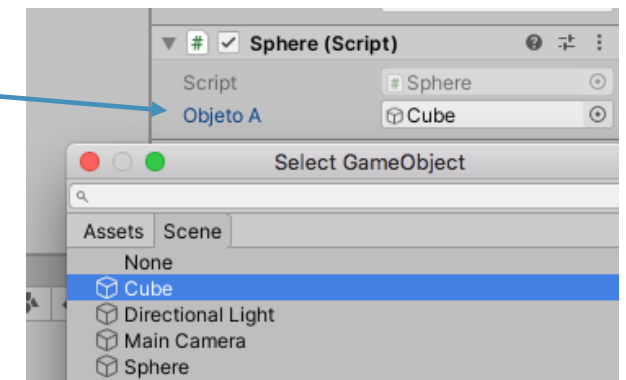 Sphere (Script)
Script Sphere
Objeto A Cube
Select GameObject
Assets Scene
None
Cube
Directional Light
Main Camera
Sphere